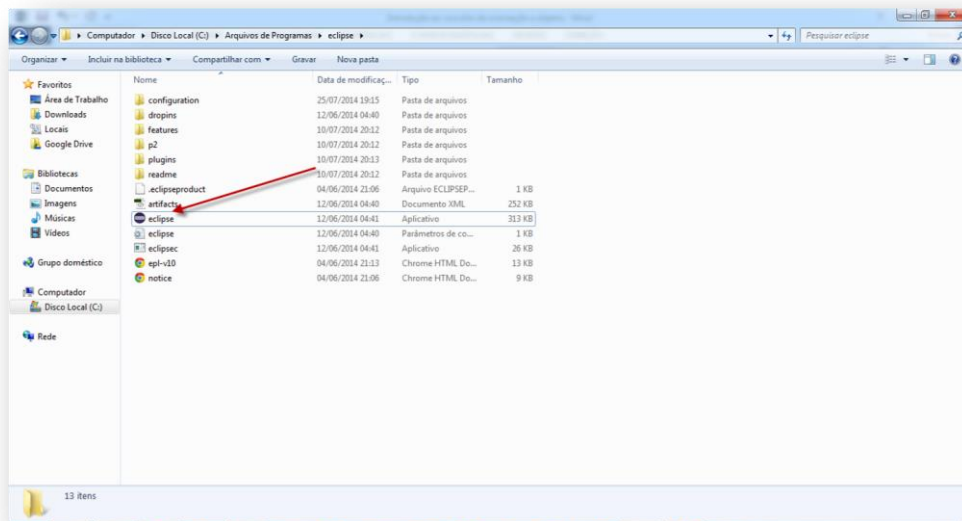 Computador ▸ Disco Local (C:) ▸ Arquivos de Programas ▸ eclipse ▸
Pesquisar eclipse
Organizar ▾ Incluir na biblioteca ▾ Compartilhar com ▾ Gravar Nova pasta
Nome Data de modificaç... Tipo Tamanho
Favoritos
Área de Trabalho
Downloads
Locais
Google Drive
Bibliotecas
Documentos
Imagens
Músicas
Vídeos
Grupo doméstico
Computador
Disco Local (C:)
Rede
configuration 25/07/2014 19:15 Pasta de arquivos
dropins 12/06/2014 04:40 Pasta de arquivos
features 10/07/2014 20:12 Pasta de arquivos
p2 10/07/2014 20:12 Pasta de arquivos
plugins 10/07/2014 20:13 Pasta de arquivos
readme 10/07/2014 20:12 Pasta de arquivos
.eclipseproduct 04/06/2014 21:06 Arquivo ECLIPSEP... 1 KB
artifacts 12/06/2014 04:40 Documento XML 252 KB
eclipse 12/06/2014 04:41 Aplicativo 313 KB
eclipse 12/06/2014 04:40 Parâmetros de co... 1 KB
eclipsec 12/06/2014 04:41 Aplicativo 26 KB
epl-v10 04/06/2014 21:13 Chrome HTML Do... 13 KB
notice 04/06/2014 21:06 Chrome HTML Do... 9 KB
13 itens